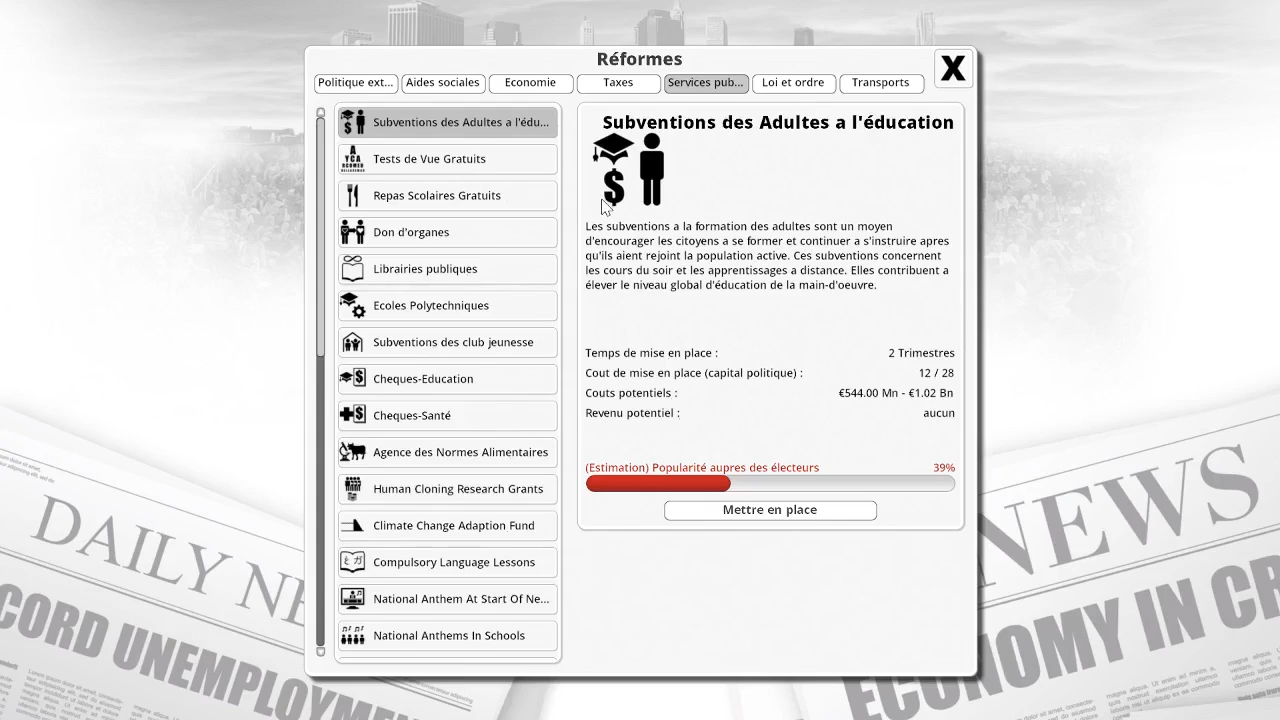 Réformes
X
Politique ext...
Aides sociales
Economie
Taxes
Services pub...
Loi et ordre
Transports
Subventions des Adultes a l'édu...
Tests de Vue Gratuits
Repas Scolaires Gratuits
Don d'organes
Librairies publiques
Ecoles Polytechniques
Subventions des club jeunesse
Cheques-Education
Cheques-Santé
Agence des Normes Alimentaires
Human Cloning Research Grants
Climate Change Adaption Fund
Compulsory Language Lessons
National Anthem At Start Of Ne...
National Anthems In Schools
Subventions des Adultes a l'éducation
Les subventions a la formation des adultes sont un moyen
d'encourager les citoyens a se former et continuer a s'instruire apres
qu'ils aient rejoint la population active. Ces subventions concernent
les cours du soir et les apprentissages a distance. Elles contribuent a
élever le niveau global d'éducation de la main-d'oeuvre.
Temps de mise en place : 2 Trimestres
Cout de mise en place (capital politique) : 12 / 28
Couts potentiels : €544.00 Mn - €1.02 Bn
Revenu potentiel : aucun
(Estimation) Popularité aupres des électeurs 39%
Mettre en place
DAILY NE
CORD UNEMPLOYM
NEWS
ECONOMY IN CR